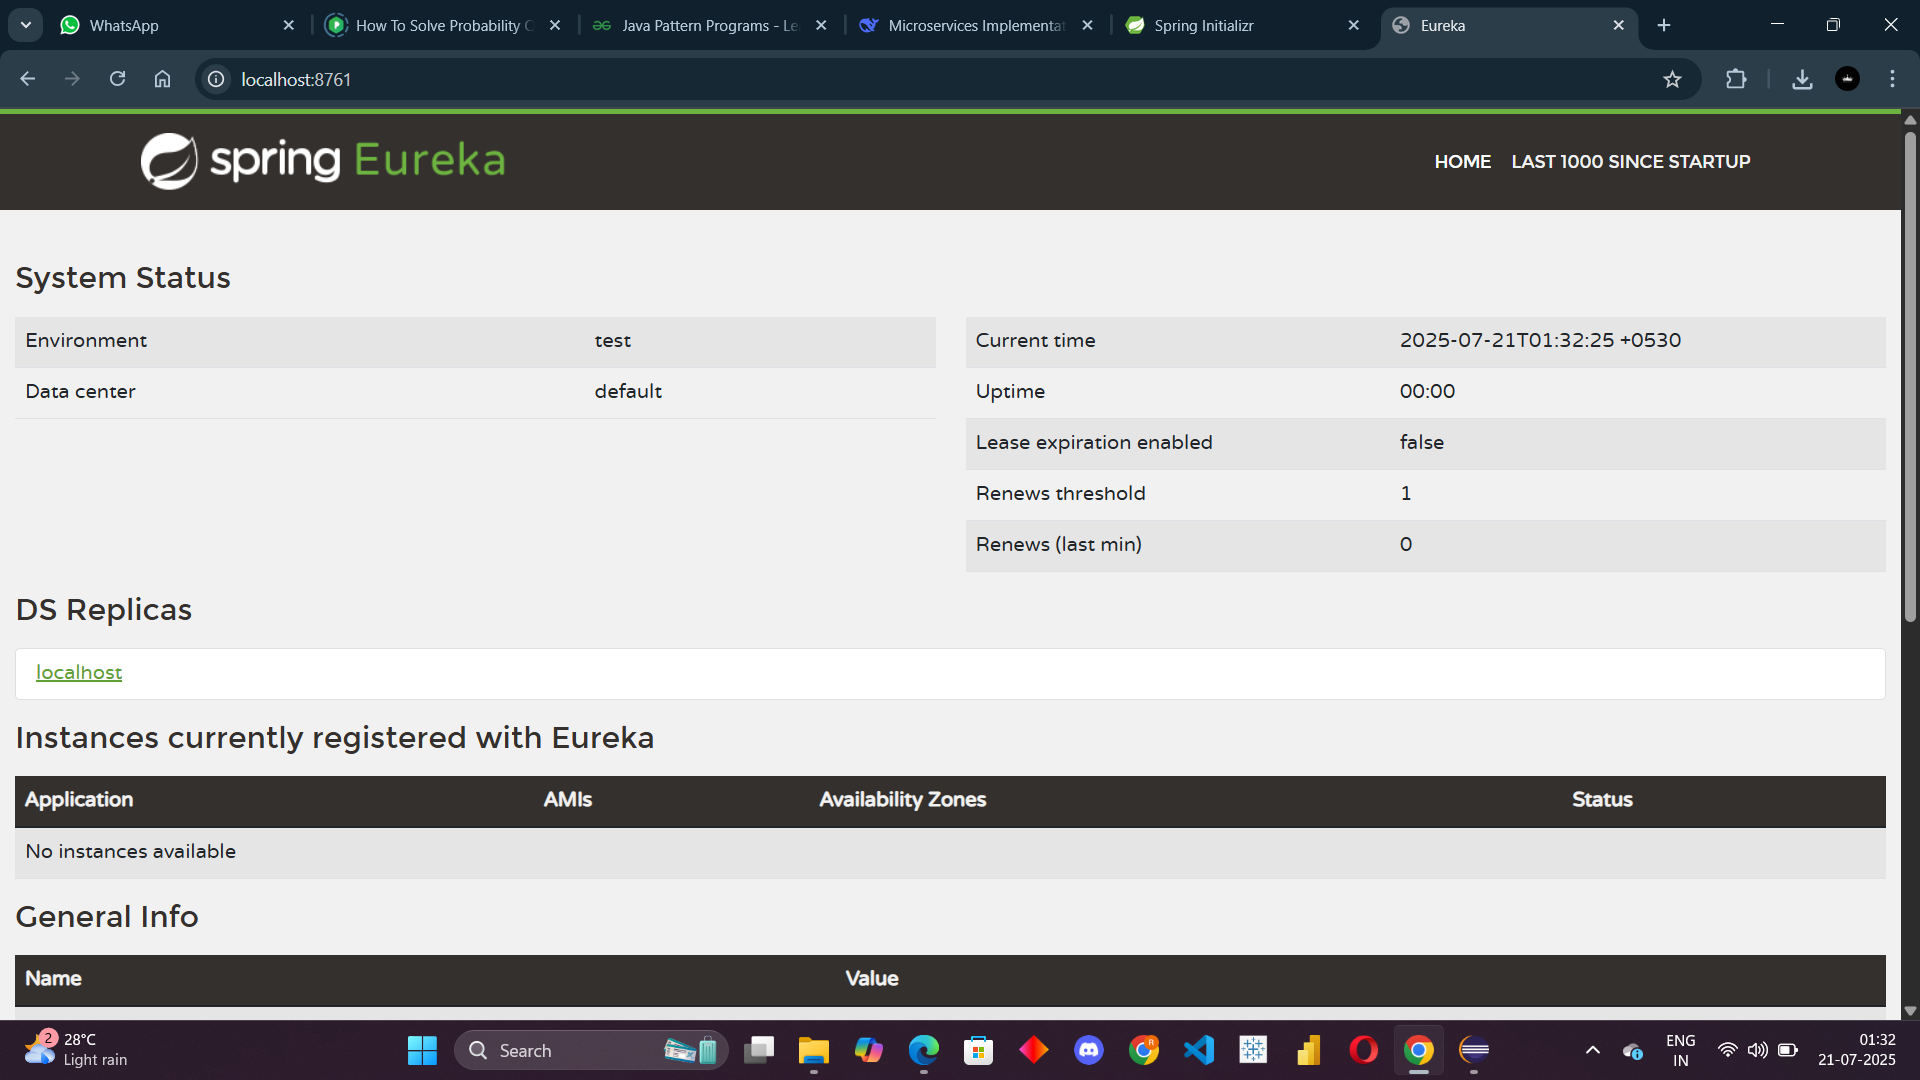 WhatsApp
How To Solve Probability
Java Pattern Programs - Le
Microservices Implementat
Spring Initializr
Eureka
localhost:8761
spring Eureka
HOME LAST 1000 SINCE STARTUP
System Status
Environment test
Data center default
Current time 2025-07-21T01:32:25 +0530
Uptime 00:00
Lease expiration enabled false
Renews threshold 1
Renews (last min) 0
DS Replicas
localhost
Instances currently registered with Eureka
Application AMIs Availability Zones Status
No instances available
General Info
Name Value
2
28°C
Light rain
Search
R
ENG
IN
01:32
21-07-2025